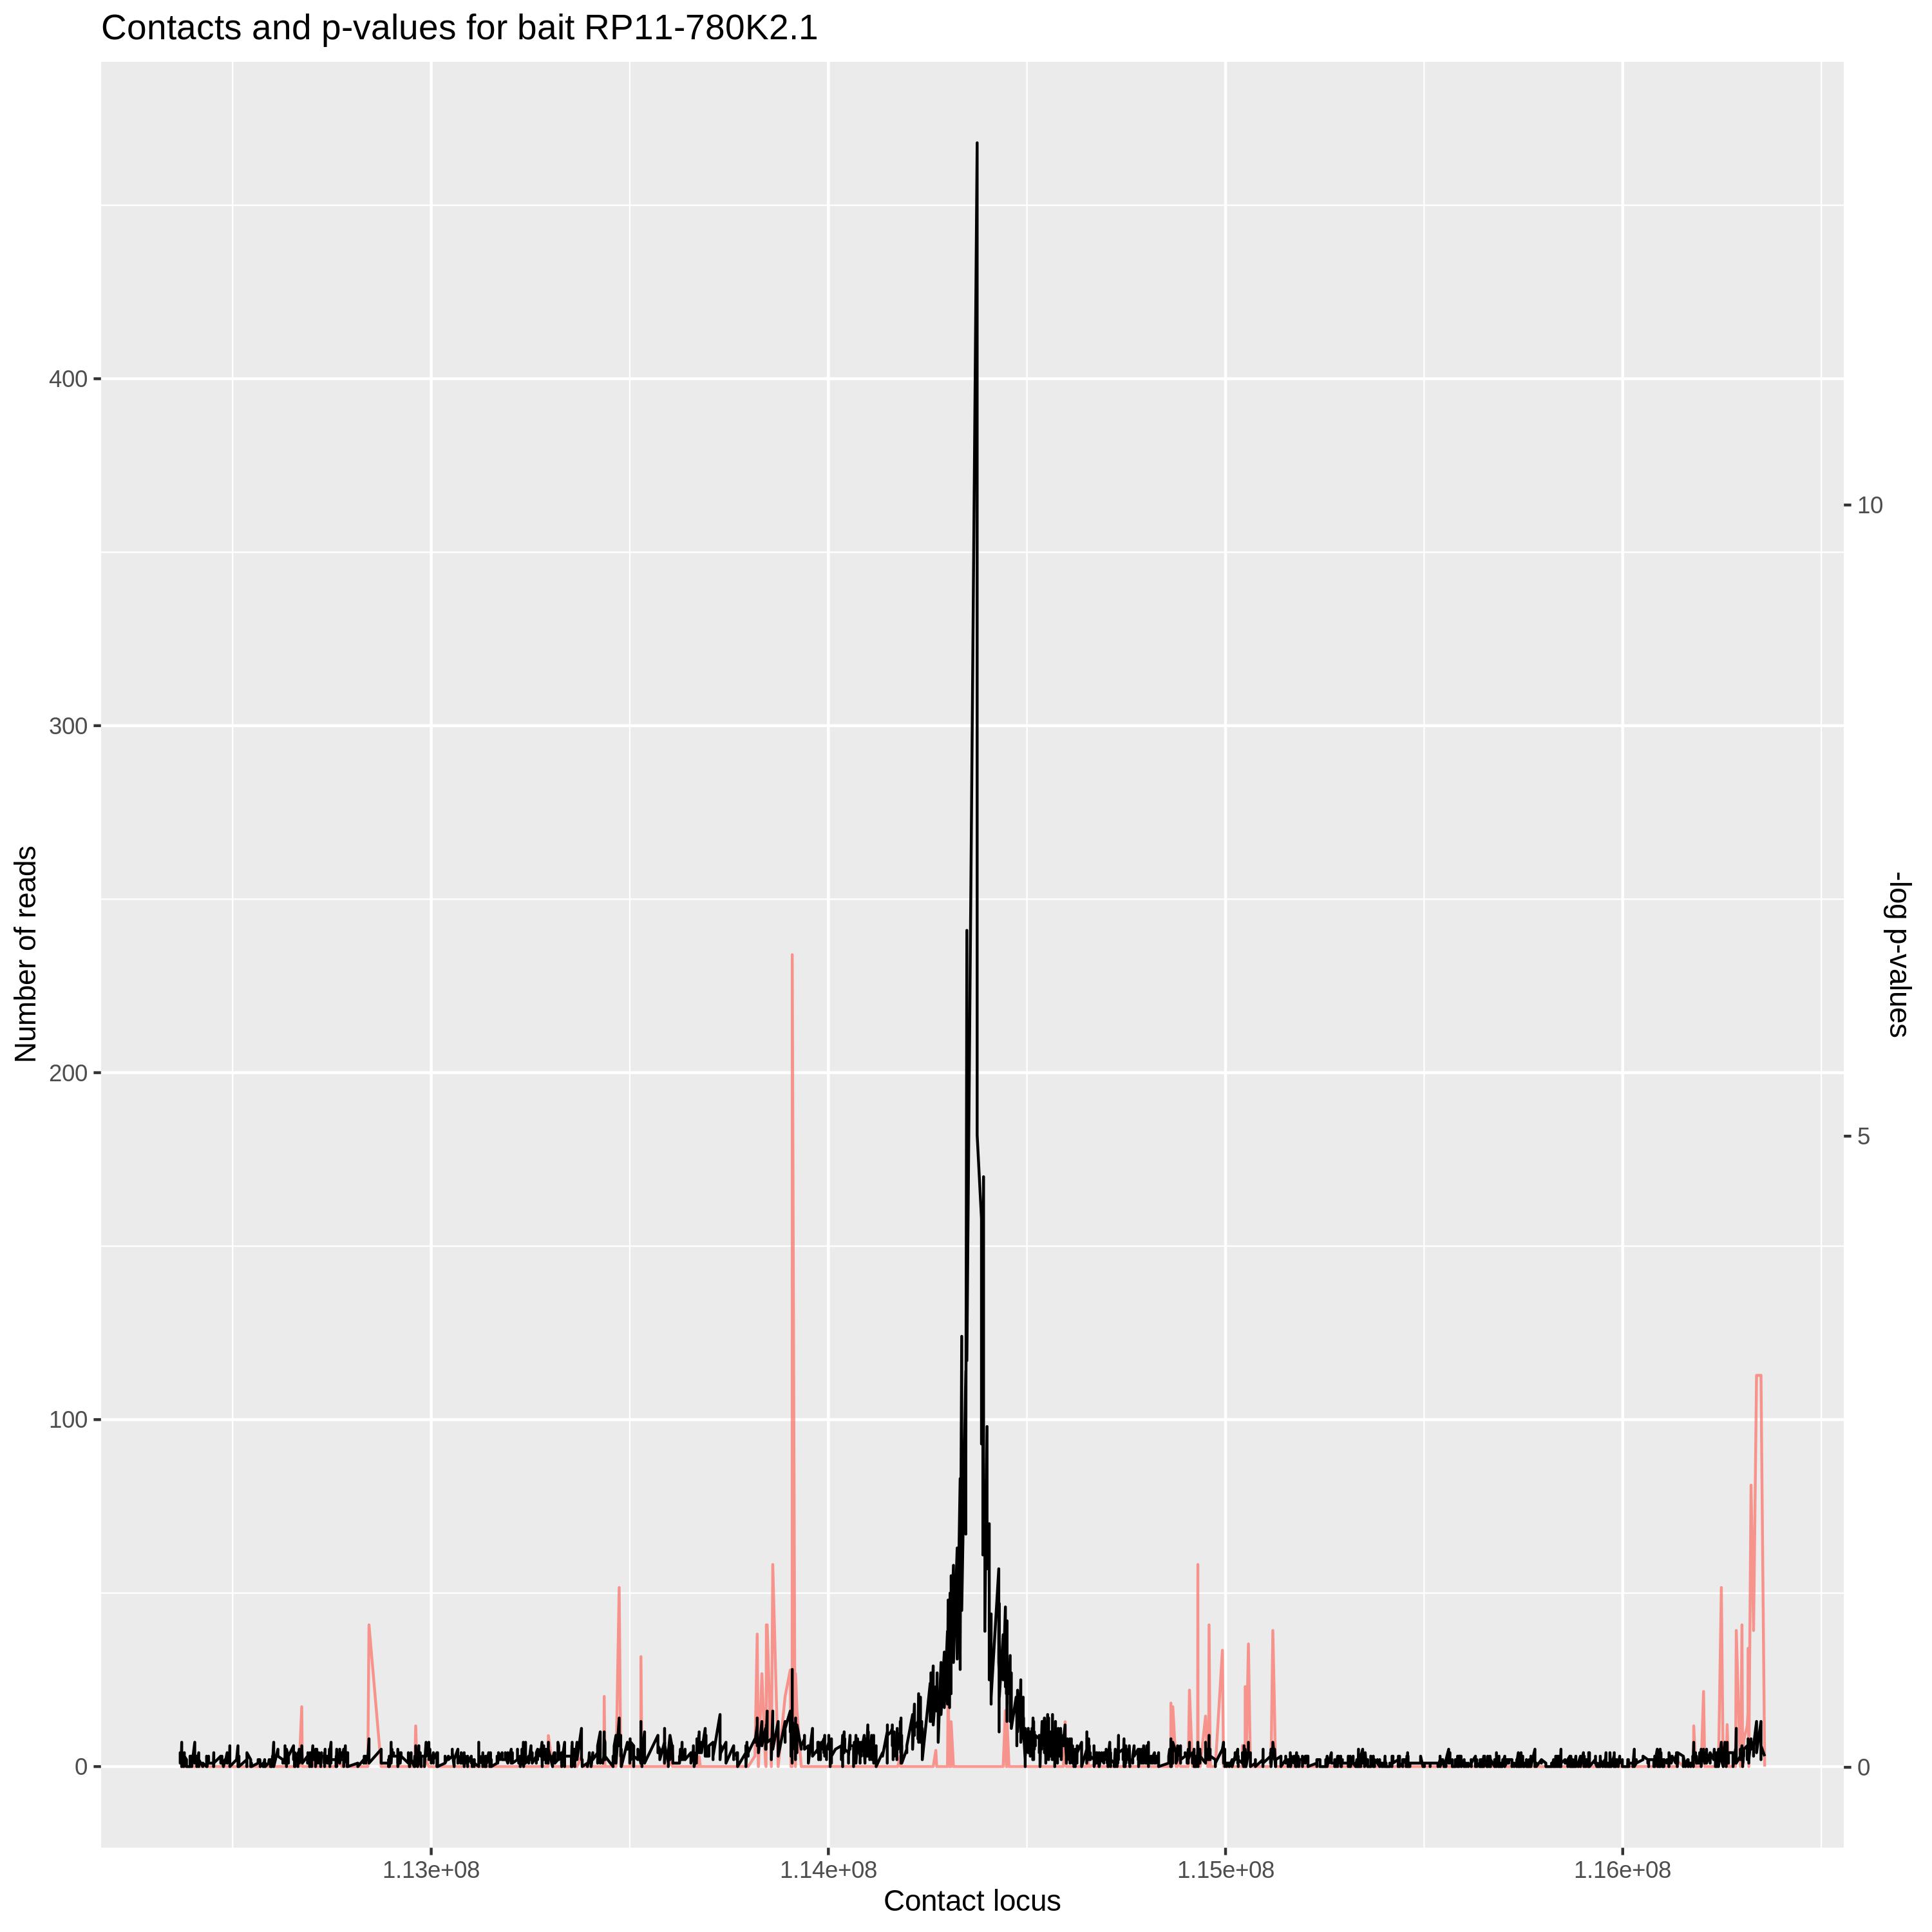 Contacts and p-values for bait RP11-780K2.1
400
300
200
100
0
Number of reads
10
5
0
-log p-values
1.13e+08
1.14e+08
1.15e+08
1.16e+08
Contact locus